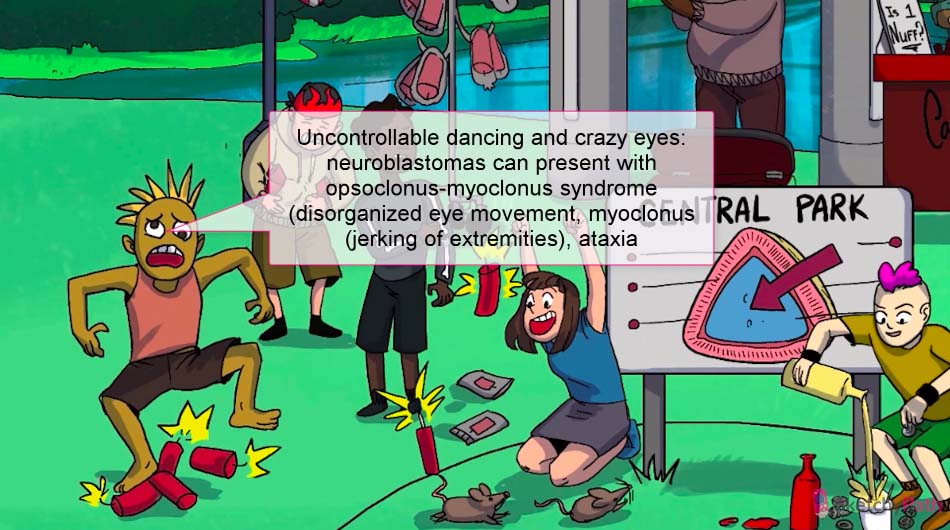 Is 1
Nuff?
Uncontrollable dancing and crazy eyes:
neuroblastomas can present with
opsoclonus-myoclonus syndrome
(disorganized eye movement, myoclonus
(jerking of extremities), ataxia
CENTRAL PARK